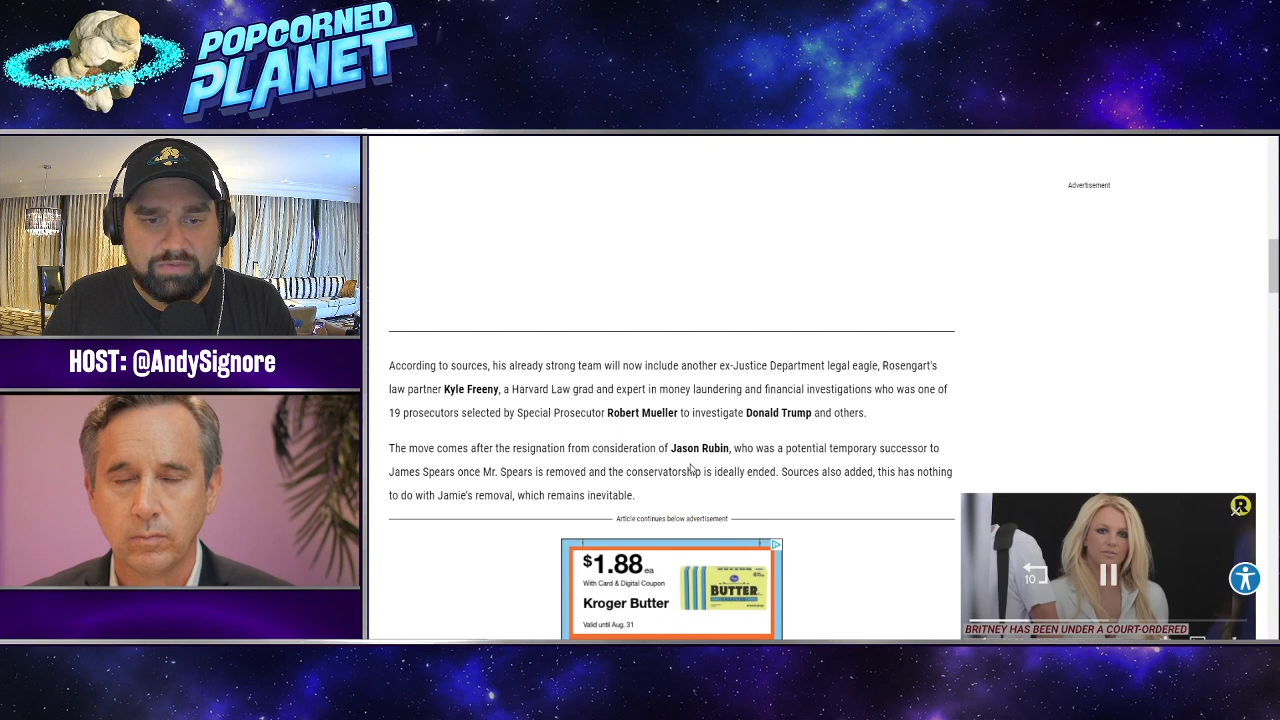 POPCORNED
PLANET
HOST: @AndySignore
Advertisement
According to sources, his already strong team will now include another ex-Justice Department legal eagle, Rosengart's
law partner Kyle Freeny, a Harvard Law grad and expert in money laundering and financial investigations who was one of
19 prosecutors selected by Special Prosecutor Robert Mueller to investigate Donald Trump and others.
The move comes after the resignation from consideration of Jason Rubin, who was a potential temporary successor to
James Spears once Mr. Spears is removed and the conservatorship is ideally ended. Sources also added, this has nothing
to do with Jamie's removal, which remains inevitable.
Article continues below advertisement
$1.88 ea
With Card & Digital Coupon
Kroger Butter
Valid until Aug. 31
BUTTER
R
10
BRITNEY HAS BEEN UNDER A COURT-ORDERED